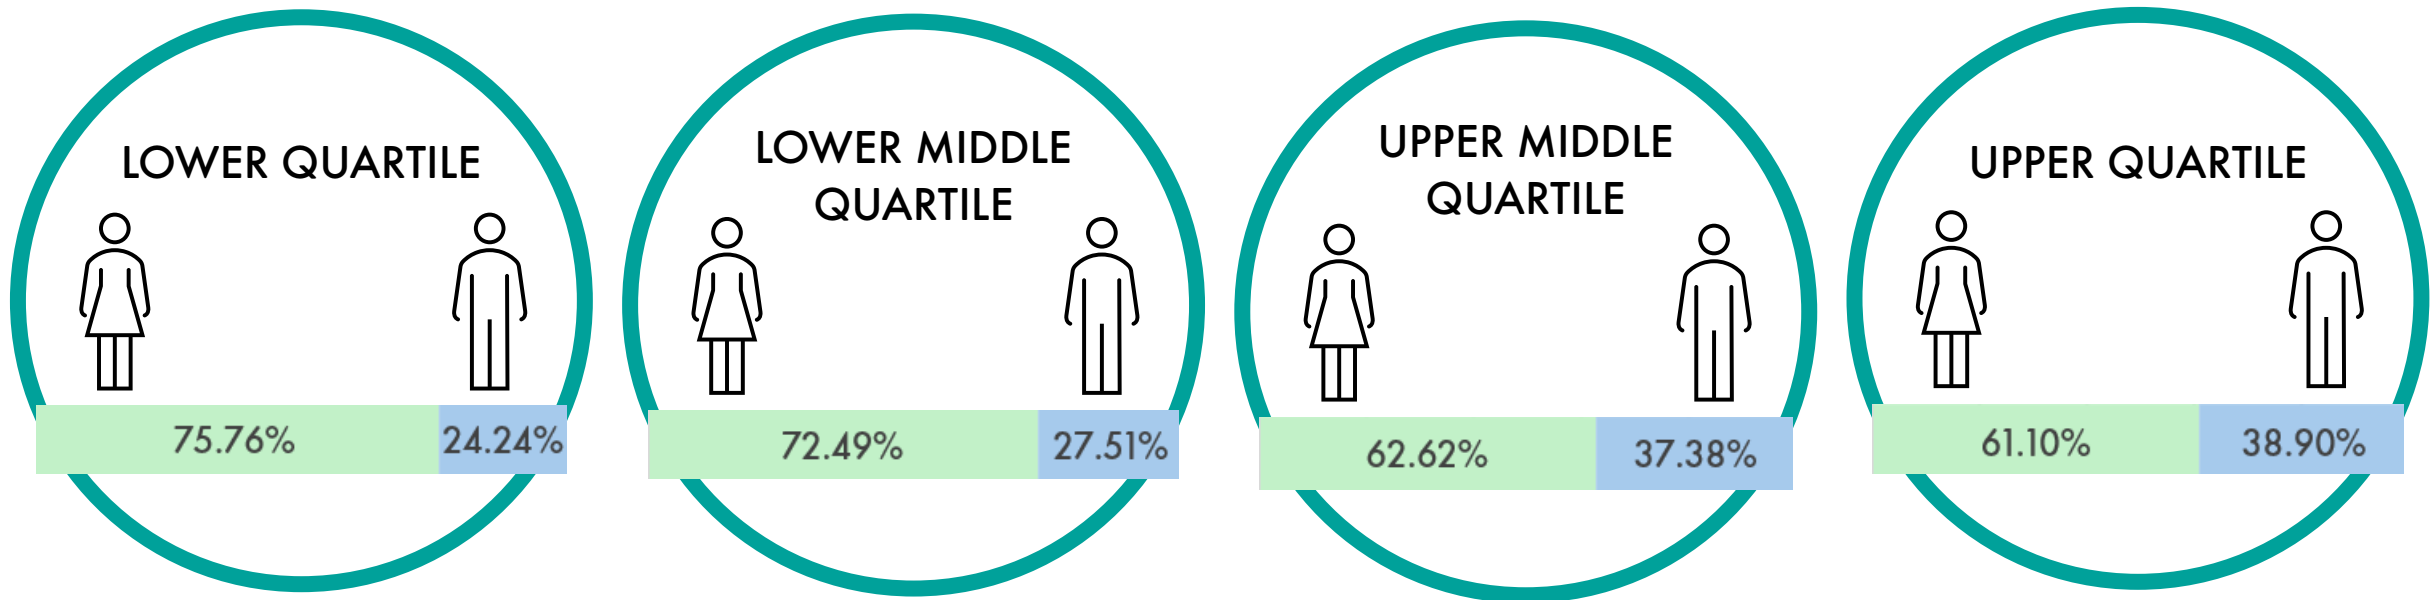 LOWER QUARTILE
75.76% 24.24%
LOWER MIDDLE
QUARTILE
72.49% 27.51%
UPPER MIDDLE
QUARTILE
62.62% 37.38%
UPPER QUARTILE
61.10% 38.90%